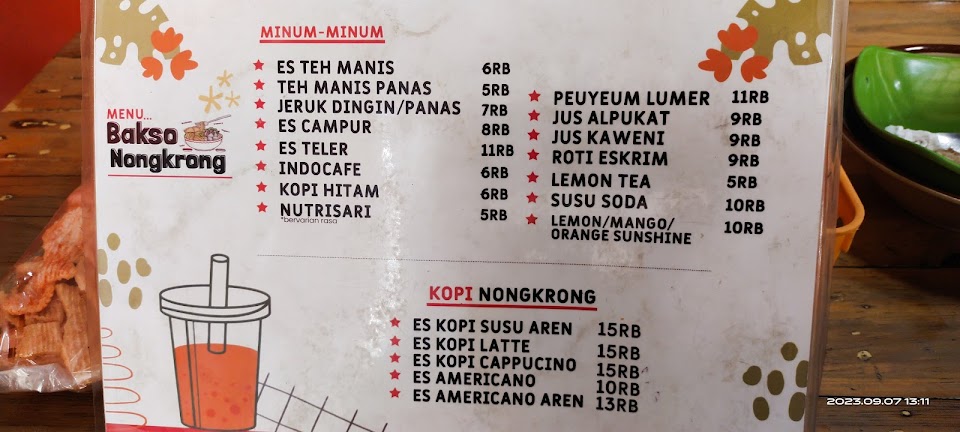 MENU...
Bakso
Nongkrong
MINUM-MINUM
ES TEH MANIS 6RB
TEH MANIS PANAS 5RB
JERUK DINGIN/PANAS 7RB
ES CAMPUR 8RB
ES TELER 11RB
INDOCAFE 6RB
KOPI HITAM 6RB
NUTRISARI 5RB
*bervarian rasa
PEUYEUM LUMER 11RB
JUS ALPUKAT 9RB
JUS KAWENI 9RB
ROTI ESKRIM 9RB
LEMON TEA 5RB
SUSU SODA 10RB
LEMON/MANGO/ 10RB
ORANGE SUNSHINE
KOPI NONGKRONG
ES KOPI SUSU AREN 15RB
ES KOPI LATTE 15RB
ES KOPI CAPPUCINO 15RB
ES AMERICANO 10RB
ES AMERICANO AREN 13RB
2023.09.07 13:11